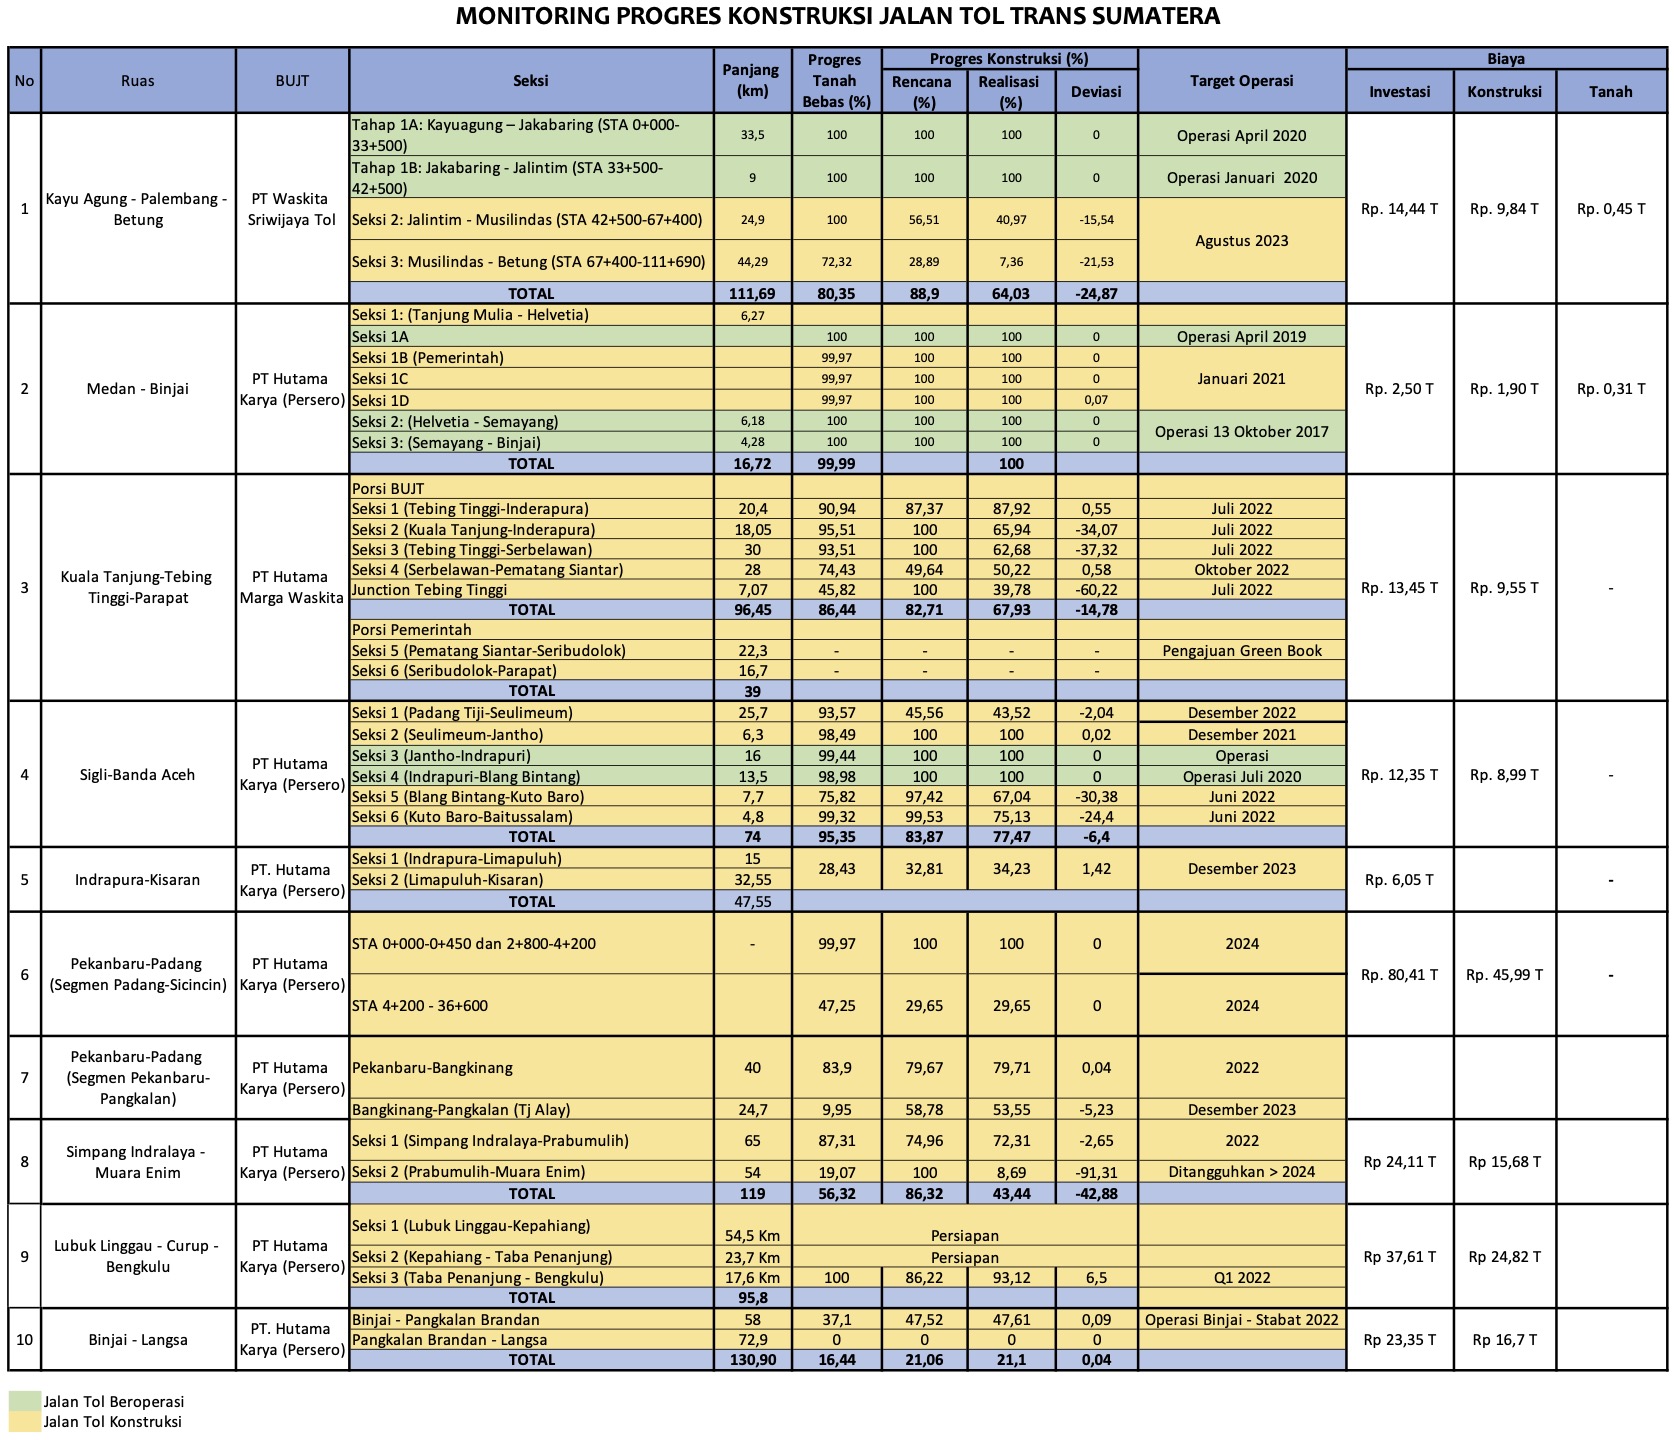 MONITORING PROGRES KONSTRUKSI JALAN TOL TRANS SUMATERA
No Ruas BUJT Seksi Panjang (km) Progres Tanah Bebas (%) Progres Konstruksi (%) Target Operasi Biaya
Rencana (%) Realisasi (%) Deviasi Investasi Konstruksi Tanah
1 Kayu Agung - Palembang - Betung PT Waskita Sriwijaya Tol Rp. 14,44 T Rp. 9,84 T Rp. 0,45 T
Tahap 1A: Kayuagung – Jakabaring (STA 0+000-33+500) 33,5 100 100 100 0 Operasi April 2020
Tahap 1B: Jakabaring - Jalintim (STA 33+500-42+500) 9 100 100 100 0 Operasi Januari 2020
Seksi 2: Jalintim - Musilindas (STA 42+500-67+400) 24,9 100 56,51 40,97 -15,54 Agustus 2023
Seksi 3: Musilindas - Betung (STA 67+400-111+690) 44,29 72,32 28,89 7,36 -21,53
TOTAL 111,69 80,35 88,9 64,03 -24,87
2 Medan - Binjai PT Hutama Karya (Persero) Rp. 2,50 T Rp. 1,90 T Rp. 0,31 T
Seksi 1: (Tanjung Mulia - Helvetia) 6,27
Seksi 1A 100 100 100 0 Operasi April 2019
Seksi 1B (Pemerintah) 99,97 100 100 0
Seksi 1C 99,97 100 100 0 Januari 2021
Seksi 1D 99,97 100 100 0,07
Seksi 2: (Helvetia - Semayang) 6,18 100 100 100 0 Operasi 13 Oktober 2017
Seksi 3: (Semayang - Binjai) 4,28 100 100 100 0
TOTAL 16,72 99,99 100
3 Kuala Tanjung-Tebing Tinggi-Parapat PT Hutama Marga Waskita Rp. 13,45 T Rp. 9,55 T -
Porsi BUJT
Seksi 1 (Tebing Tinggi-Inderapura) 20,4 90,94 87,37 87,92 0,55 Juli 2022
Seksi 2 (Kuala Tanjung-Inderapura) 18,05 95,51 100 65,94 -34,07 Juli 2022
Seksi 3 (Tebing Tinggi-Serbelawan) 30 93,51 100 62,68 -37,32 Juli 2022
Seksi 4 (Serbelawan-Pematang Siantar) 28 74,43 49,64 50,22 0,58 Oktober 2022
Junction Tebing Tinggi 7,07 45,82 100 39,78 -60,22 Juli 2022
TOTAL 96,45 86,44 82,71 67,93 -14,78
Porsi Pemerintah
Seksi 5 (Pematang Siantar-Seribudolok) 22,3 - - - - Pengajuan Green Book
Seksi 6 (Seribudolok-Parapat) 16,7 - - - -
TOTAL 39
4 Sigli-Banda Aceh PT Hutama Karya (Persero) Rp. 12,35 T Rp. 8,99 T -
Seksi 1 (Padang Tiji-Seulimeum) 25,7 93,57 45,56 43,52 -2,04 Desember 2022
Seksi 2 (Seulimeum-Jantho) 6,3 98,49 100 100 0,02 Desember 2021
Seksi 3 (Jantho-Indrapuri) 16 99,44 100 100 0 Operasi
Seksi 4 (Indrapuri-Blang Bintang) 13,5 98,98 100 100 0 Operasi Juli 2020
Seksi 5 (Blang Bintang-Kuto Baro) 7,7 75,82 97,42 67,04 -30,38 Juni 2022
Seksi 6 (Kuto Baro-Baitussalam) 4,8 99,32 99,53 75,13 -24,4 Juni 2022
TOTAL 74 95,35 83,87 77,47 -6,4
5 Indrapura-Kisaran PT. Hutama Karya (Persero) Rp. 6,05 T -
Seksi 1 (Indrapura-Limapuluh) 15 28,43 32,81 34,23 1,42 Desember 2023
Seksi 2 (Limapuluh-Kisaran) 32,55
TOTAL 47,55
6 Pekanbaru-Padang (Segmen Padang-Sicincin) PT Hutama Karya (Persero) Rp. 80,41 T Rp. 45,99 T -
STA 0+000-0+450 dan 2+800-4+200 - 99,97 100 100 0 2024
STA 4+200 - 36+600 47,25 29,65 29,65 0 2024
7 Pekanbaru-Padang (Segmen Pekanbaru-Pangkalan) PT Hutama Karya (Persero)
Pekanbaru-Bangkinang 40 83,9 79,67 79,71 0,04 2022
Bangkinang-Pangkalan (Tj Alay) 24,7 9,95 58,78 53,55 -5,23 Desember 2023
8 Simpang Indralaya - Muara Enim PT Hutama Karya (Persero) Rp 24,11 T Rp 15,68 T
Seksi 1 (Simpang Indralaya-Prabumulih) 65 87,31 74,96 72,31 -2,65 2022
Seksi 2 (Prabumulih-Muara Enim) 54 19,07 100 8,69 -91,31 Ditangguhkan > 2024
TOTAL 119 56,32 86,32 43,44 -42,88
9 Lubuk Linggau - Curup - Bengkulu PT Hutama Karya (Persero) Rp 37,61 T Rp 24,82 T
Seksi 1 (Lubuk Linggau-Kepahiang) 54,5 Km Persiapan
Seksi 2 (Kepahiang - Taba Penanjung) 23,7 Km Persiapan
Seksi 3 (Taba Penanjung - Bengkulu) 17,6 Km 100 86,22 93,12 6,5 Q1 2022
TOTAL 95,8
10 Binjai - Langsa PT. Hutama Karya (Persero) Rp 23,35 T Rp 16,7 T
Binjai - Pangkalan Brandan 58 37,1 47,52 47,61 0,09 Operasi Binjai - Stabat 2022
Pangkalan Brandan - Langsa 72,9 0 0 0 0
TOTAL 130,90 16,44 21,06 21,1 0,04
Jalan Tol Beroperasi
Jalan Tol Konstruksi